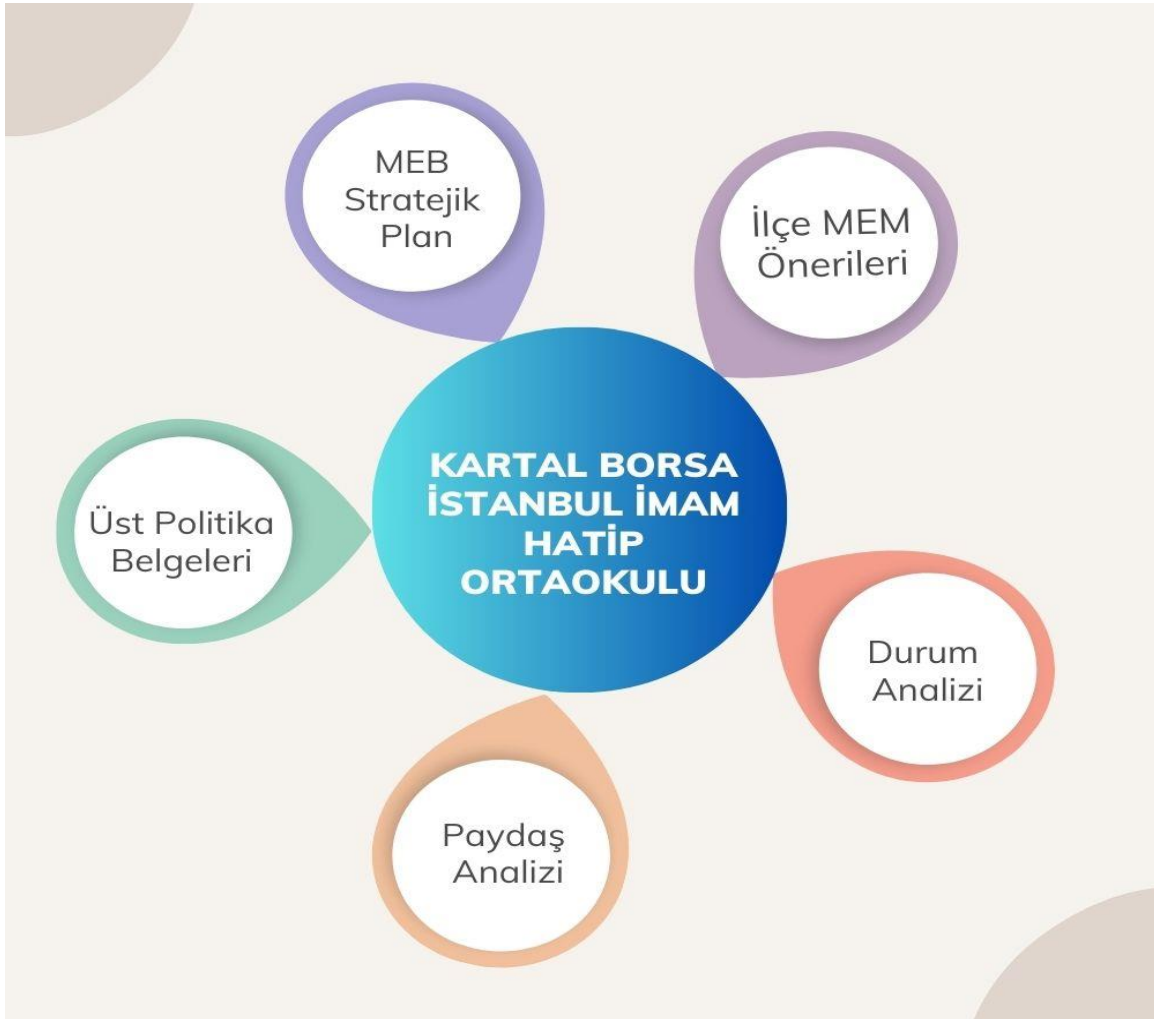 MEB
Stratejik
Plan
İlçe MEM
Önerileri
KARTAL BORSA
İSTANBUL İMAM
HATİP
ORTAOKULU
Üst Politika
Belgeleri
Durum
Analizi
Paydaş
Analizi